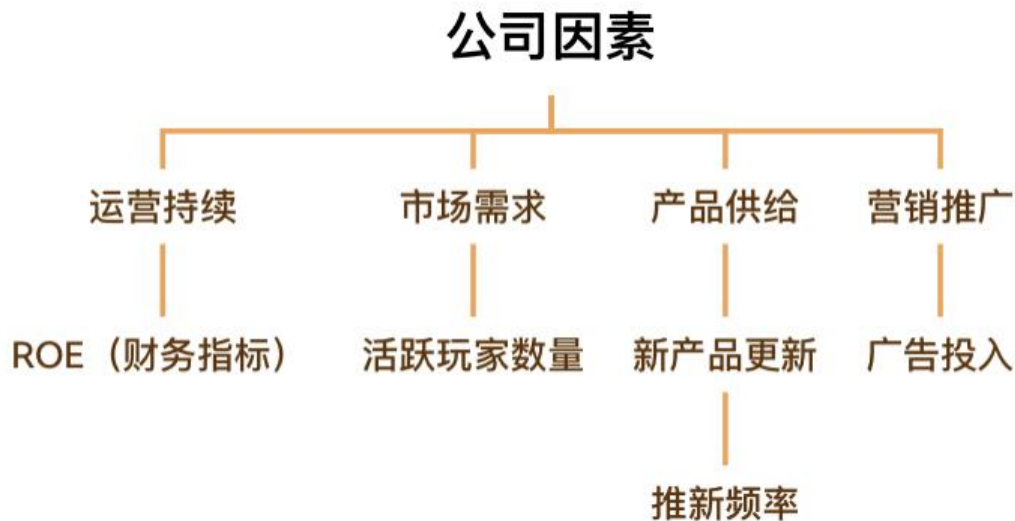 公司因素
运营持续
市场需求
产品供给
营销推广
ROE（财务指标）
活跃玩家数量
新产品更新
广告投入
推新频率